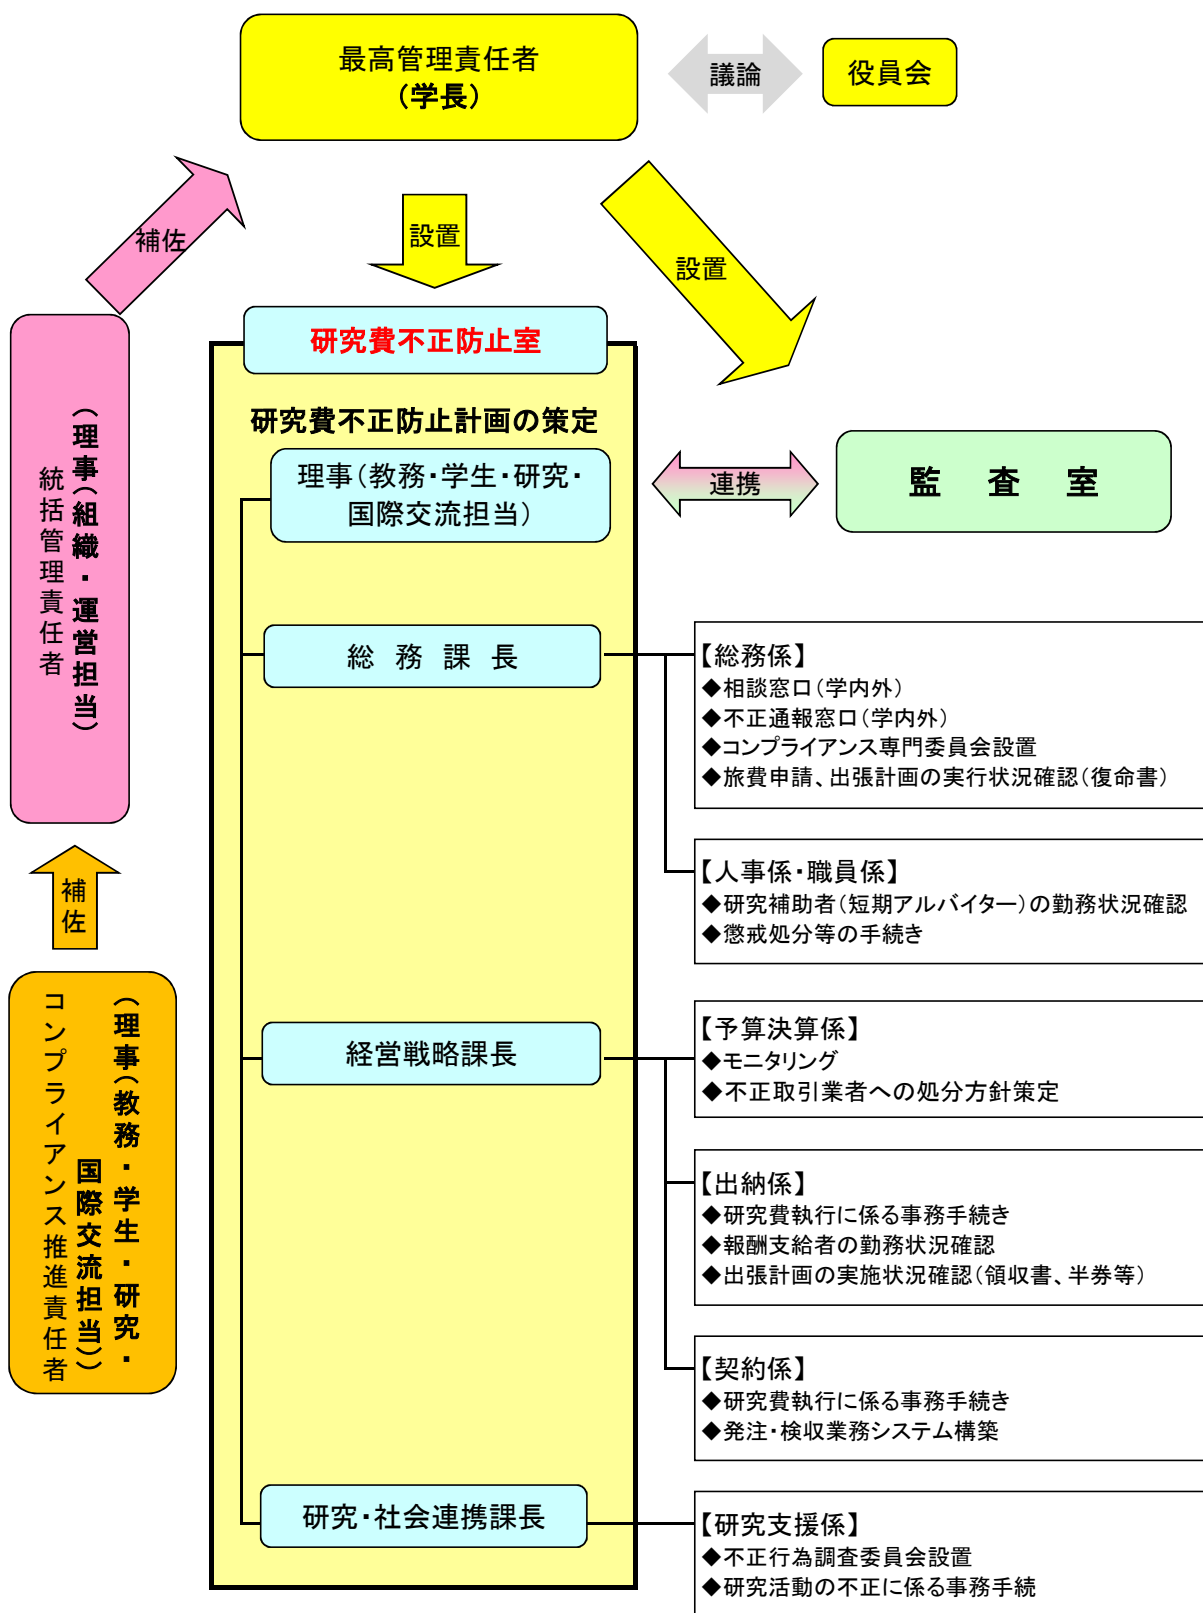 最高管理責任者
（学長）
議論
役員会
補佐
設置
設置
研究費不正防止室
研究費不正防止計画の策定
理事（教務・学生・研究・
国際交流担当）
連携
監　査　室
（理事（組織・運営担当）
統括管理責任者
補佐
（理事（教務・学生・研究・
国際交流担当））
コンプライアンス推進責任者
総　務　課　長
【総務係】
◆相談窓口（学内外）
◆不正通報窓口（学内外）
◆コンプライアンス専門委員会設置
◆旅費申請、出張計画の実行状況確認（復命書）
【人事係・職員係】
◆研究補助者（短期アルバイター）の勤務状況確認
◆懲戒処分等の手続き
経営戦略課長
【予算決算係】
◆モニタリング
◆不正取引業者への処分方針策定
【出納係】
◆研究費執行に係る事務手続き
◆報酬支給者の勤務状況確認
◆出張計画の実施状況確認（領収書、半券等）
【契約係】
◆研究費執行に係る事務手続き
◆発注・検収業務システム構築
研究・社会連携課長
【研究支援係】
◆不正行為調査委員会設置
◆研究活動の不正に係る事務手続